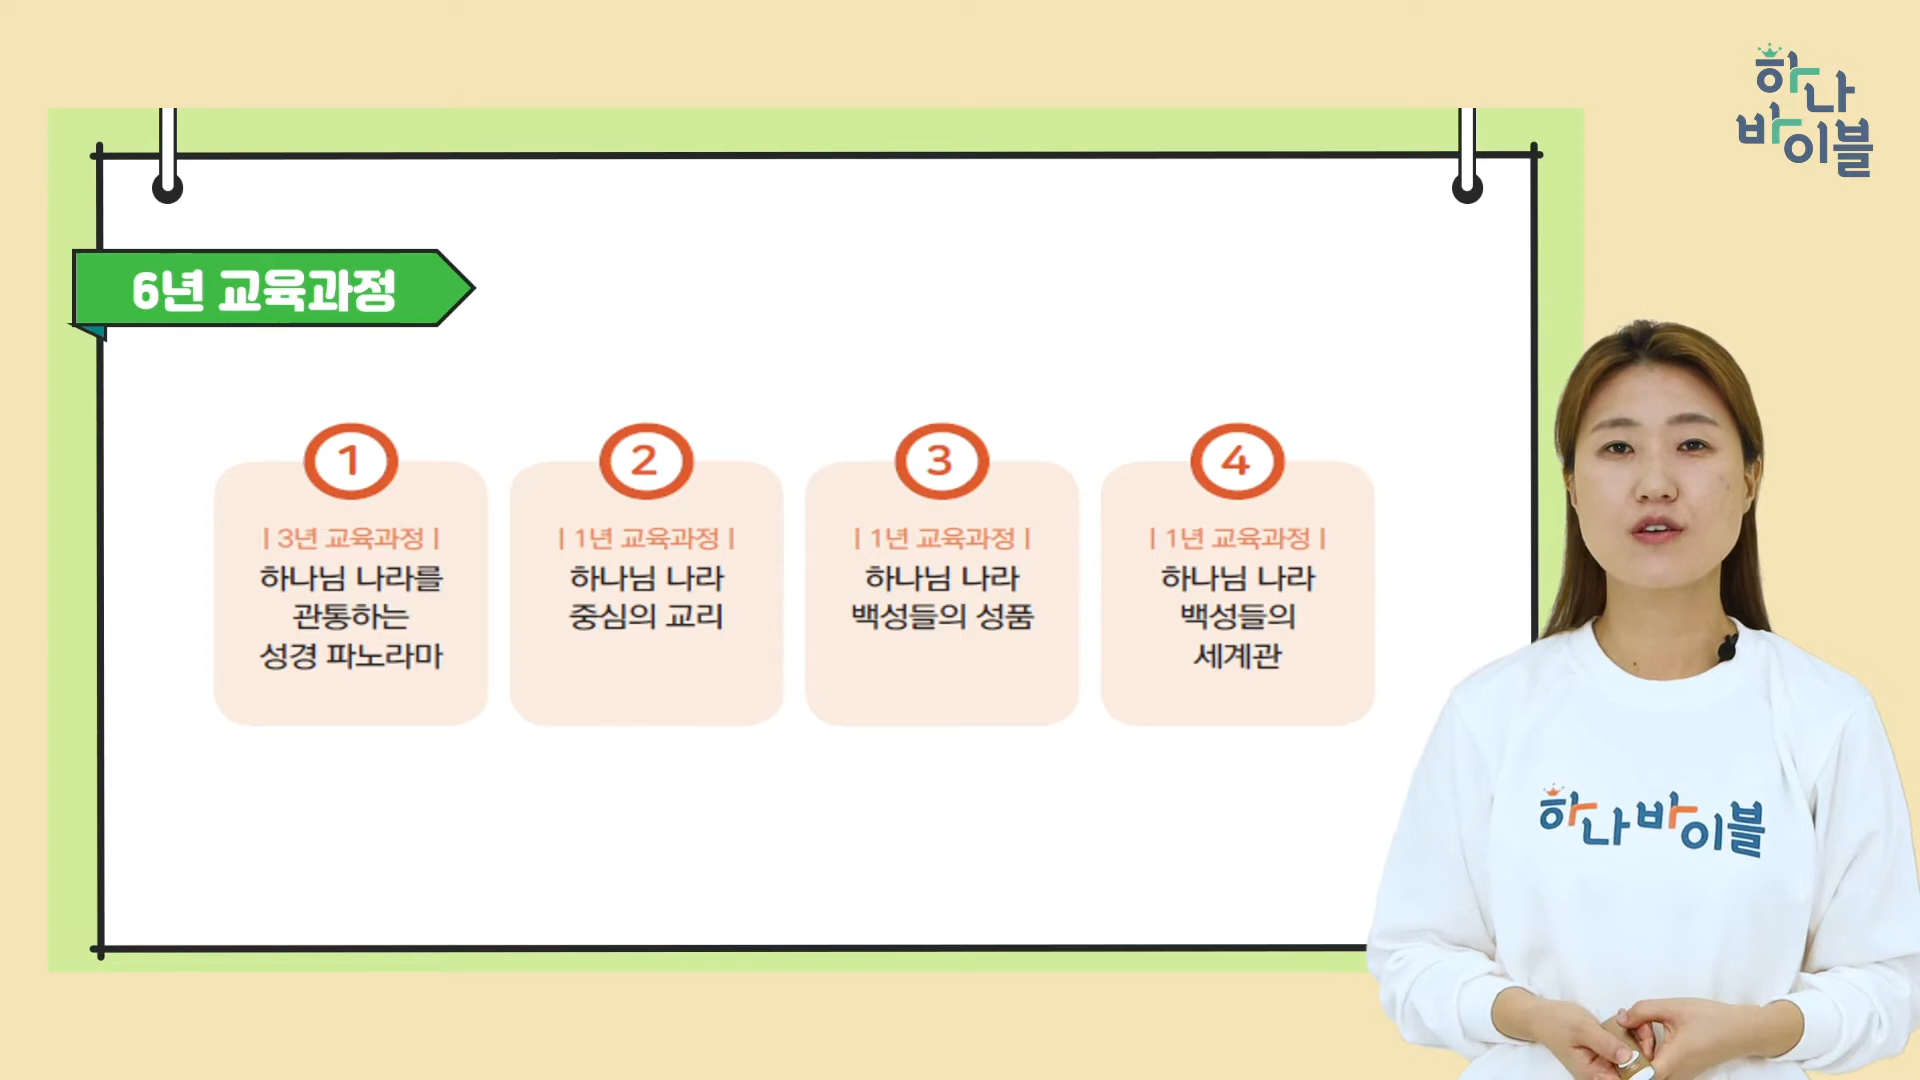 하나
바이블
6년 교육과정
1
| 3년 교육과정 |
하나님 나라를
관통하는
성경 파노라마
2
| 1년 교육과정 |
하나님 나라
중심의 교리
3
| 1년 교육과정 |
하나님 나라
백성들의 성품
4
| 1년 교육과정 |
하나님 나라
백성들의
세계관
하나바이블